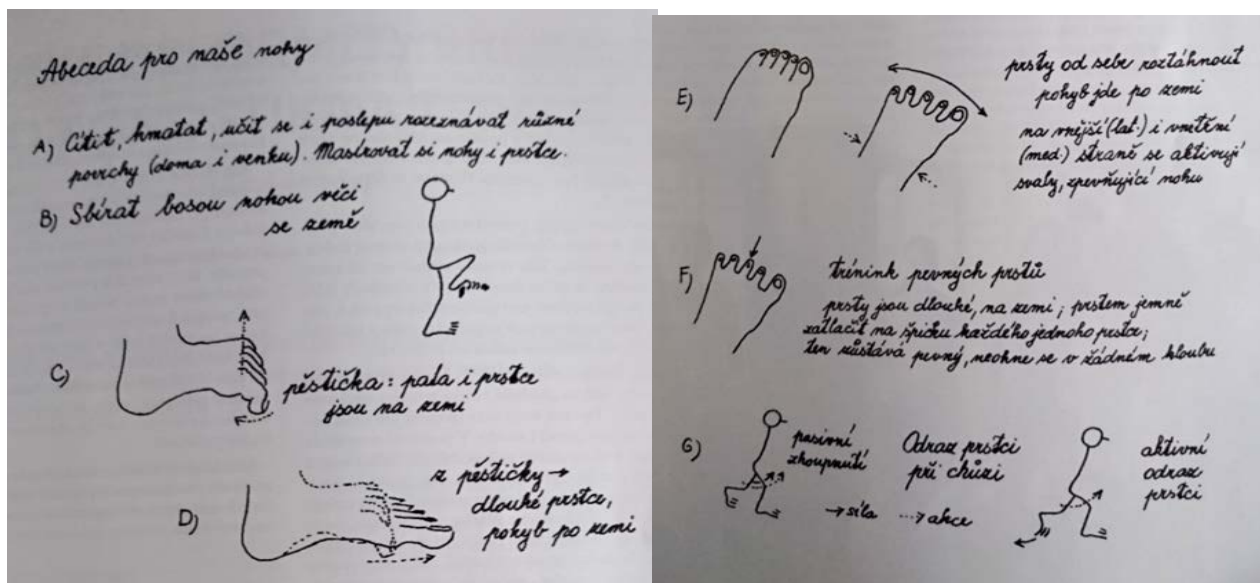 Abeceda pro naše nohy
A) Cítit, hmatat, učit se i poslepu rozeznávat různé
povrchy (doma i venku). Masírovat si nohy i prstce.
B) Sbírat bosou nohou věci
se země
A
C)
pěstička: pata i prstce
jsou na zemi
D)
z pěstičky →
dlouhé prstce,
pohyb po zemi
E)
prsty od sebe roztáhnout
pohyb jde po zemi
na vnější (lat.) i vnitřní
(med.) straně se aktivují
svaly, zpevňující nohu
F)
trénink pevných prstů
prsty jsou dlouhé, na zemi; prstem jemně
zatlačit na špičku každého jednoho prstce;
ten zůstává pevný, neohne se v žádném kloubu
G)
pasivní
zhoupnutí
Odraz prstci
při chůzi
→ síla ⇢ akce
aktivní
odraz
prstci